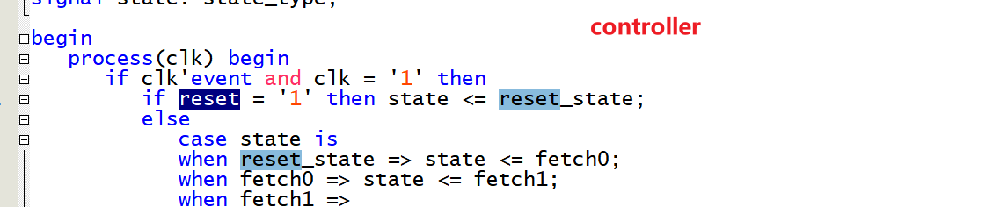 signal state: state_type;
controller
begin
process(clk) begin
if clk'event and clk = '1' then
if reset = '1' then state <= reset_state;
else
case state is
when reset_state => state <= fetch0;
when fetch0 => state <= fetch1;
when fetch1 =>